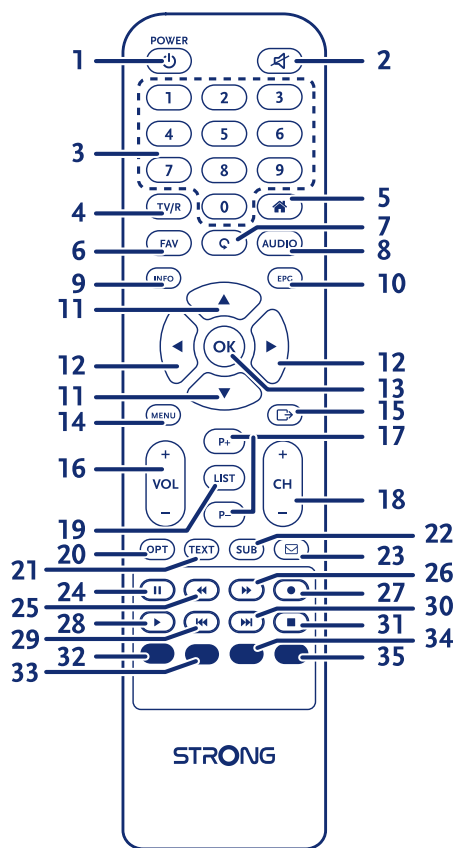 POWER
1 2
1 2 3
4 5 6
3
7 8 9
TV/R 0 5
4
7
FAV AUDIO
6 8
INFO EPG
9 10
11
OK
12 12
13
11
MENU 15
14
P+ 17
+ +
16
VOL LIST CH
18
− P− −
19
22
20 OPT TEXT SUB
21 23
24 26
25 27
28 30
29 31
32 34
33 35
STRONG